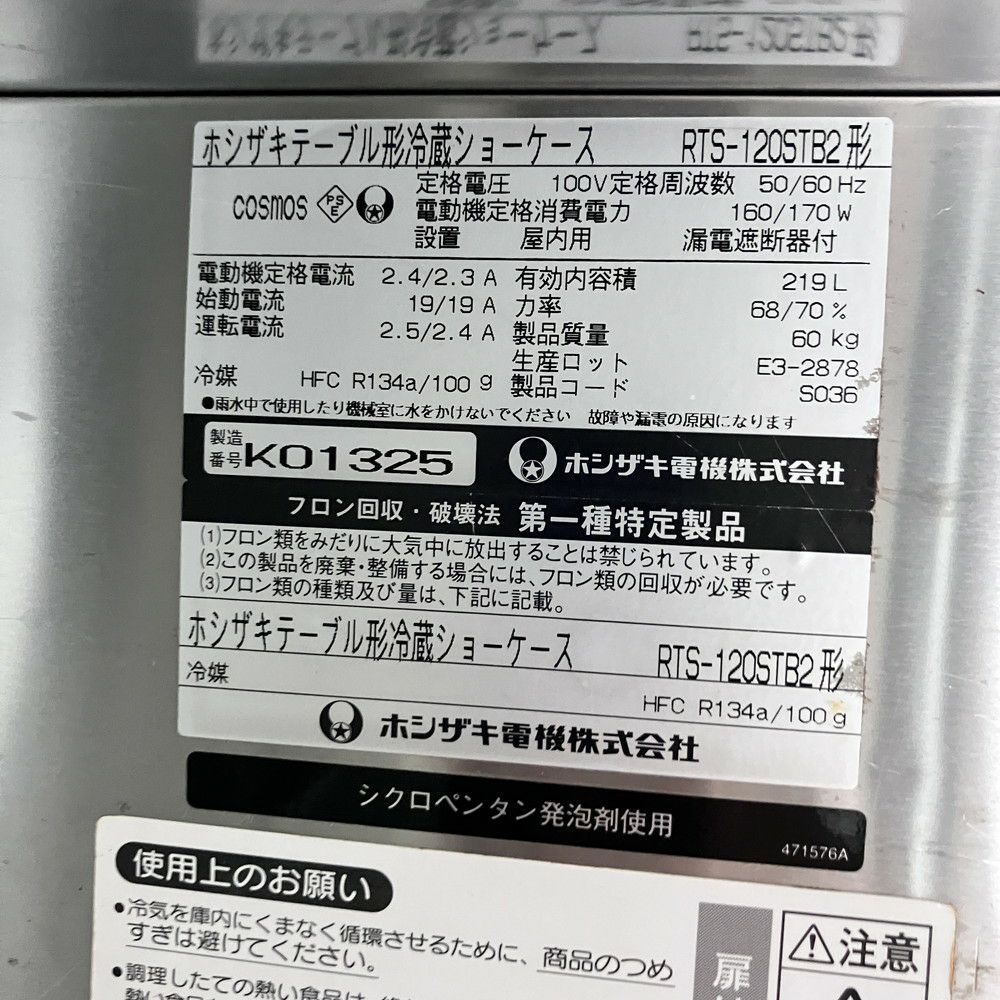 ホシザキテーブル形冷蔵ショーケース RTS-120STB2形
COSMOS PSE 定格電圧 100V定格周波数 50/60Hz
電動機定格消費電力 160/170W
設置 屋内用 漏電遮断器付
電動機定格電流 2.4/2.3A 有効内容積 219L
始動電流 19/19A 力率 68/70%
運転電流 2.5/2.4A 製品質量 60kg
生産ロット E3-2878
冷媒 HFC R134a/100g 製品コード S036
●雨水中で使用したり機械室に水をかけないでください 故障や漏電の原因になります
製造番号 K01325 ホシザキ電機株式会社
フロン回収・破壊法 第一種特定製品
(1)フロン類をみだりに大気中に放出することは禁じられています。
(2)この製品を廃棄・整備する場合には、フロン類の回収が必要です。
(3)フロン類の種類及び量は、下記に記載。
ホシザキテーブル形冷蔵ショーケース RTS-120STB2形
冷媒 HFC R134a/100g
ホシザキ電機株式会社
シクロペンタン発泡剤使用
471576A
使用上のお願い
●冷気を庫内にくまなく循環させるために、商品のつめ
すぎは避けてください。
●調理したての熱い食品は
扉
⚠注意